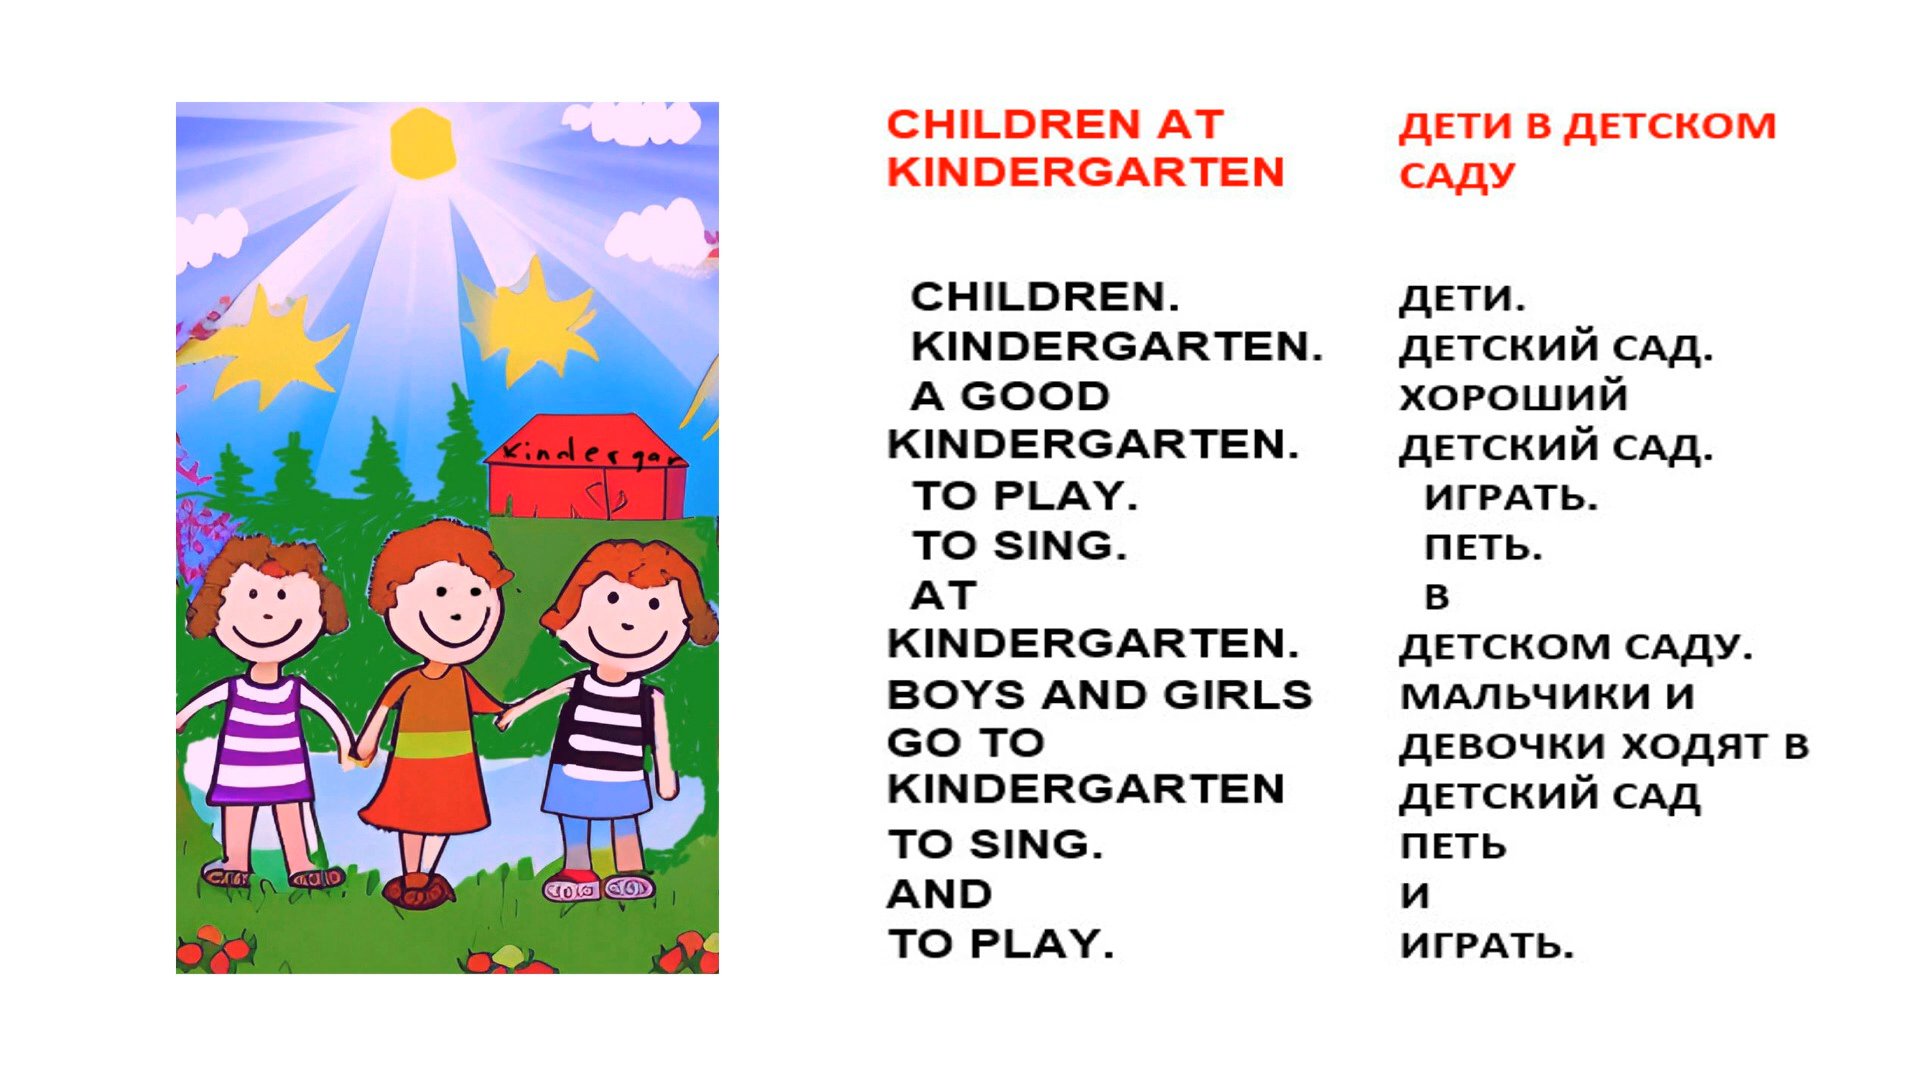 CHILDREN AT
KINDERGARTEN
CHILDREN.
KINDERGARTEN.
A GOOD
KINDERGARTEN.
TO PLAY.
TO SING.
AT
KINDERGARTEN.
BOYS AND GIRLS
GO TO
KINDERGARTEN
TO SING.
AND
TO PLAY.
ДЕТИ В ДЕТСКОМ
САДУ
ДЕТИ.
ДЕТСКИЙ САД.
ХОРОШИЙ
ДЕТСКИЙ САД.
ИГРАТЬ.
ПЕТЬ.
В
ДЕТСКОМ САДУ.
МАЛЬЧИКИ И
ДЕВОЧКИ ХОДЯТ В
ДЕТСКИЙ САД
ПЕТЬ
И
ИГРАТЬ.
kindergar